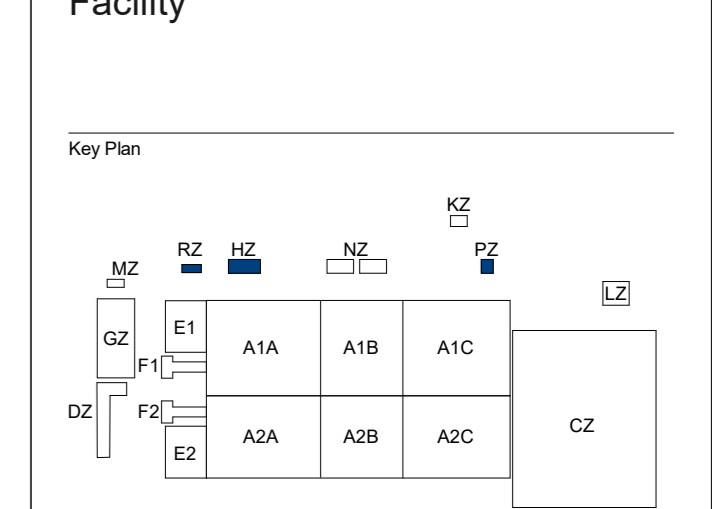 Facility
Key Plan
KZ
RZ HZ NZ PZ
MZ
LZ
E1
GZ A1A A1B A1C
F1
DZ F2
CZ
A2A A2B A2C
E2